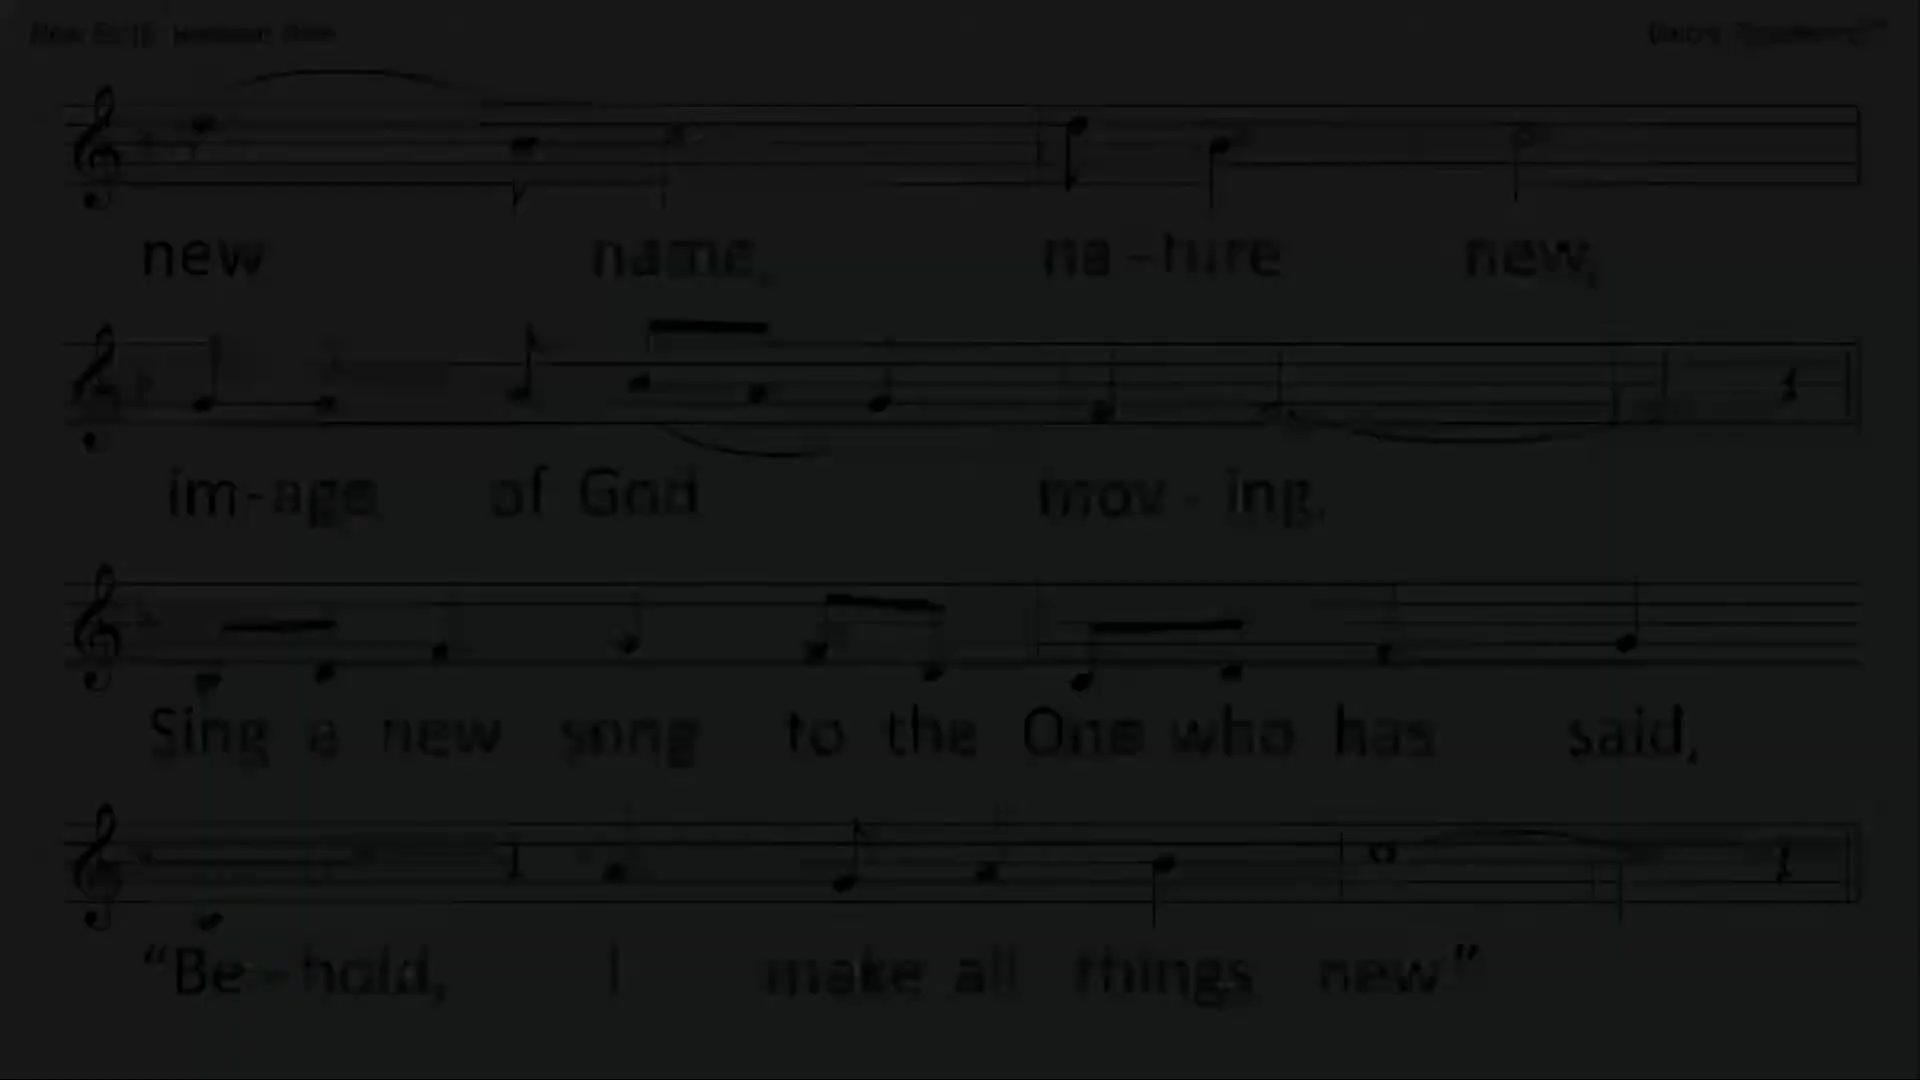 new name, na-ture new,
im-age of God mov-ing.
Sing a new song to the One who has said,
“Be-hold, I make all things new.”